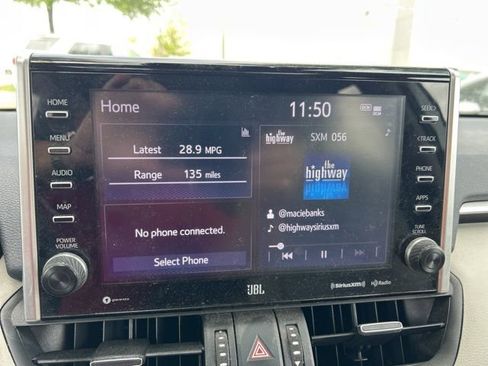 HOME
MENU
AUDIO
MAP
POWER
VOLUME
Home
11:50
Latest 28.9 MPG
Range 135 miles
No phone connected.
Select Phone
the highway
SXM 056
the
highway
@maciebanks
@highwaysiriusxm
SEEK
TRACK
PHONE
APPS
TUNE
SCROLL
JBL
SiriusXM
HD Radio